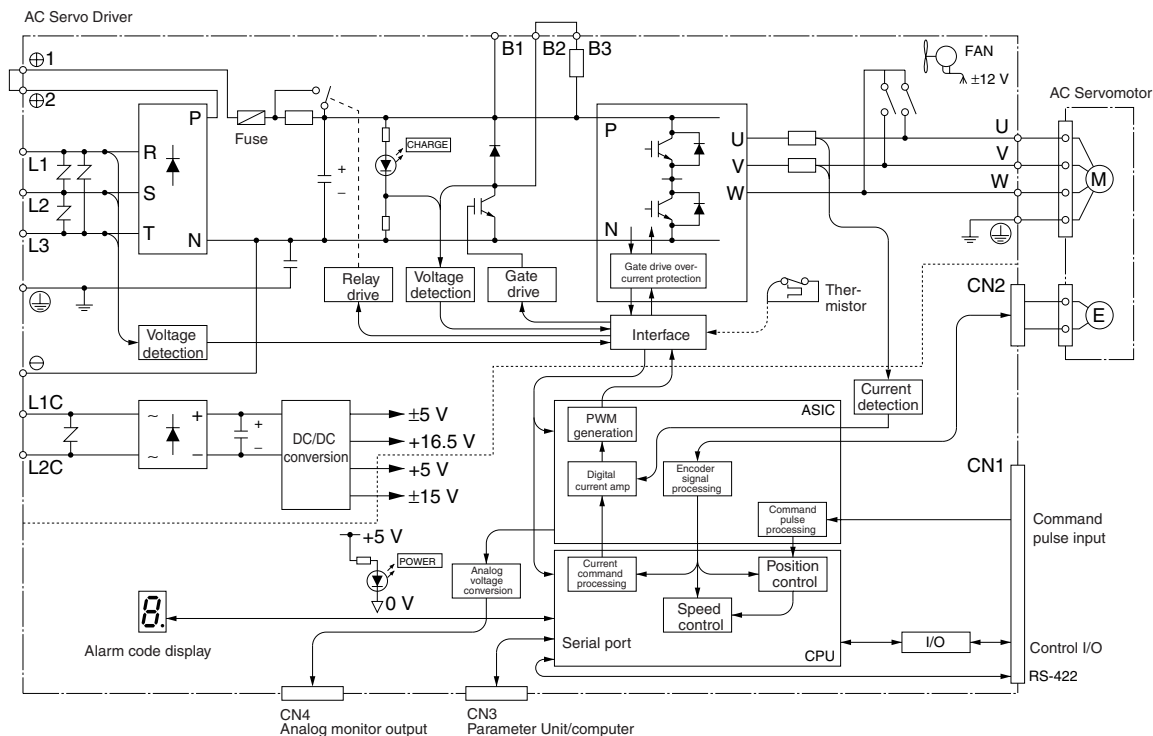 AC Servo Driver
⊕1
⊕2
B1 B2 B3
FAN
±12 V
AC Servomotor
Fuse
CHARGE
P
R
S
T
N
L1
L2
L3
P
N
U
V
W
U
V
W
M
Gate drive over-
current protection
Relay
drive
Voltage
detection
Gate
drive
Ther-
mistor
CN2
E
Voltage
detection
Interface
⊖
L1C
L2C
~ +
~ −
+
−
+
−
DC/DC
conversion
±5 V
+16.5 V
+5 V
±15 V
Current
detection
ASIC
PWM
generation
Digital
current amp
Encoder
signal
processing
Command
pulse
processing
CN1
Command
pulse input
+5 V
POWER
0 V
Analog
voltage
conversion
Current
command
processing
Position
control
Speed
control
Serial port
CPU
I/O
Control I/O
RS-422
8.
Alarm code display
CN4
Analog monitor output
CN3
Parameter Unit/computer